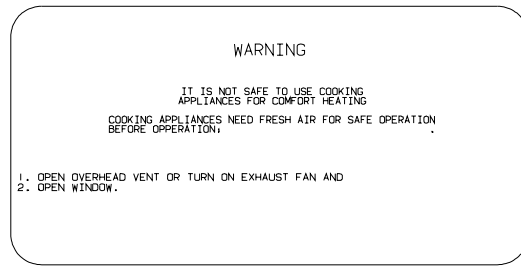 WARNING
IT IS NOT SAFE TO USE COOKING
APPLIANCES FOR COMFORT HEATING
COOKING APPLIANCES NEED FRESH AIR FOR SAFE OPERATION
BEFORE OPPERATION, .
1. OPEN OVERHEAD VENT OR TURN ON EXHAUST FAN AND
2. OPEN WINDOW.